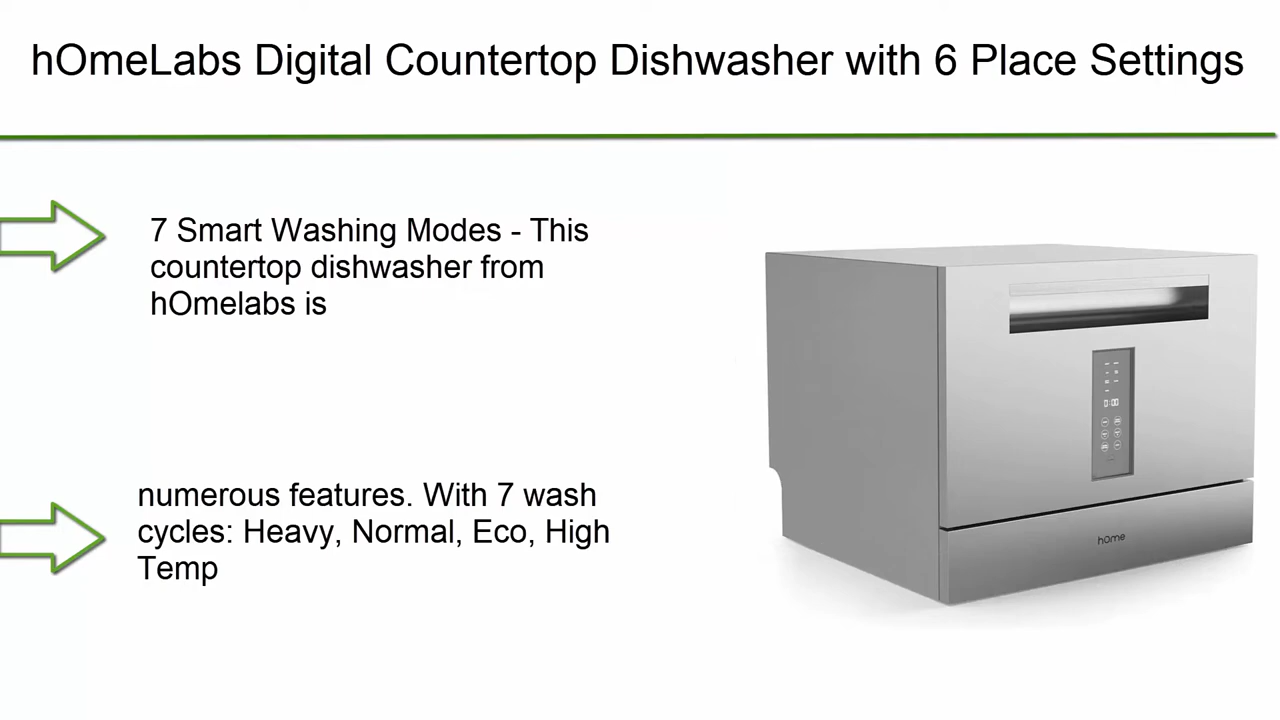 hOmeLabs Digital Countertop Dishwasher with 6 Place Settings
7 Smart Washing Modes - This
countertop dishwasher from
hOmelabs is
numerous features. With 7 wash
cycles: Heavy, Normal, Eco, High
Temp
hOme